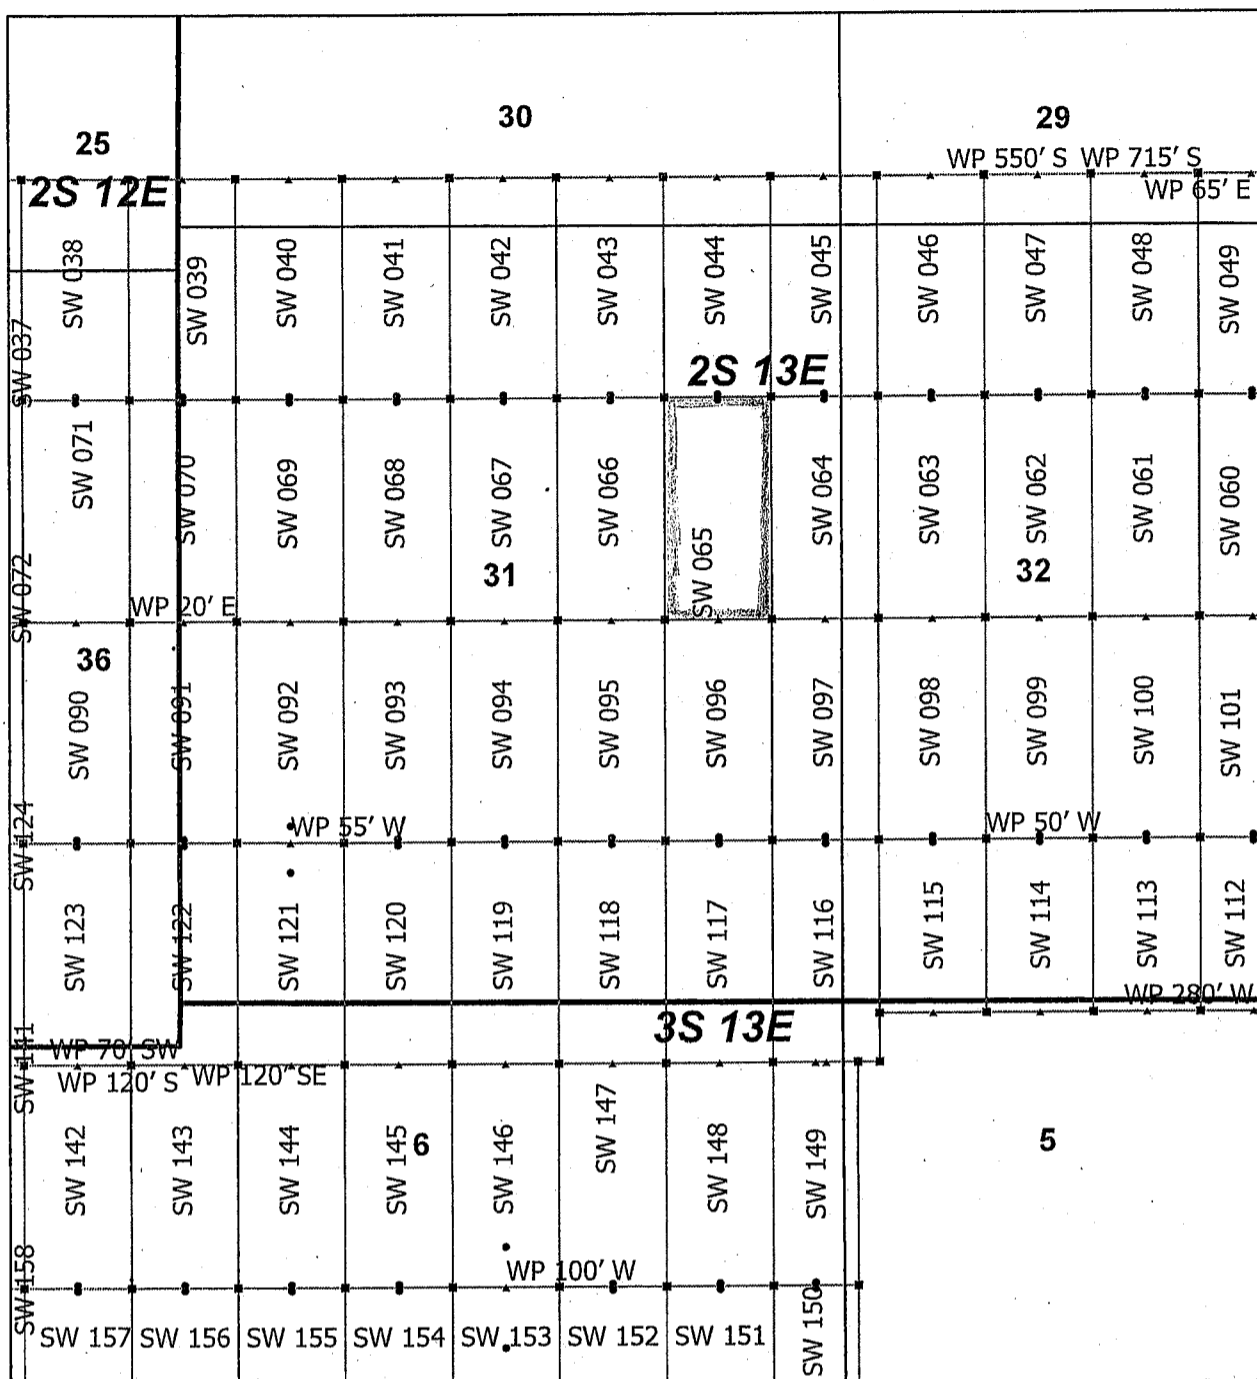 30
29
25
WP 550' S WP 715' S
2S 12E
WP 65' E
SW 037
SW 038
SW 039
SW 040
SW 041
SW 042
SW 043
SW 044
SW 045
SW 046
SW 047
SW 048
SW 049
2S 13E
SW 072
SW 071
SW 070
SW 069
SW 068
SW 067
SW 066
SW 065
SW 064
SW 063
SW 062
SW 061
SW 060
31
32
WP 20' E
36
SW 090
SW 091
SW 092
SW 093
SW 094
SW 095
SW 096
SW 097
SW 098
SW 099
SW 100
SW 101
WP 55' W
WP 50' W
SW 124
SW 123
SW 122
SW 121
SW 120
SW 119
SW 118
SW 117
SW 116
SW 115
SW 114
SW 113
SW 112
WP 280' W
3S 13E
SW 141
WP 70' SW
WP 120' S
WP 120' SE
SW 142
SW 143
SW 144
SW 145
6
SW 146
SW 147
SW 148
SW 149
5
WP 100' W
SW 158
SW 157
SW 156
SW 155
SW 154
SW 153
SW 152
SW 151
SW 150